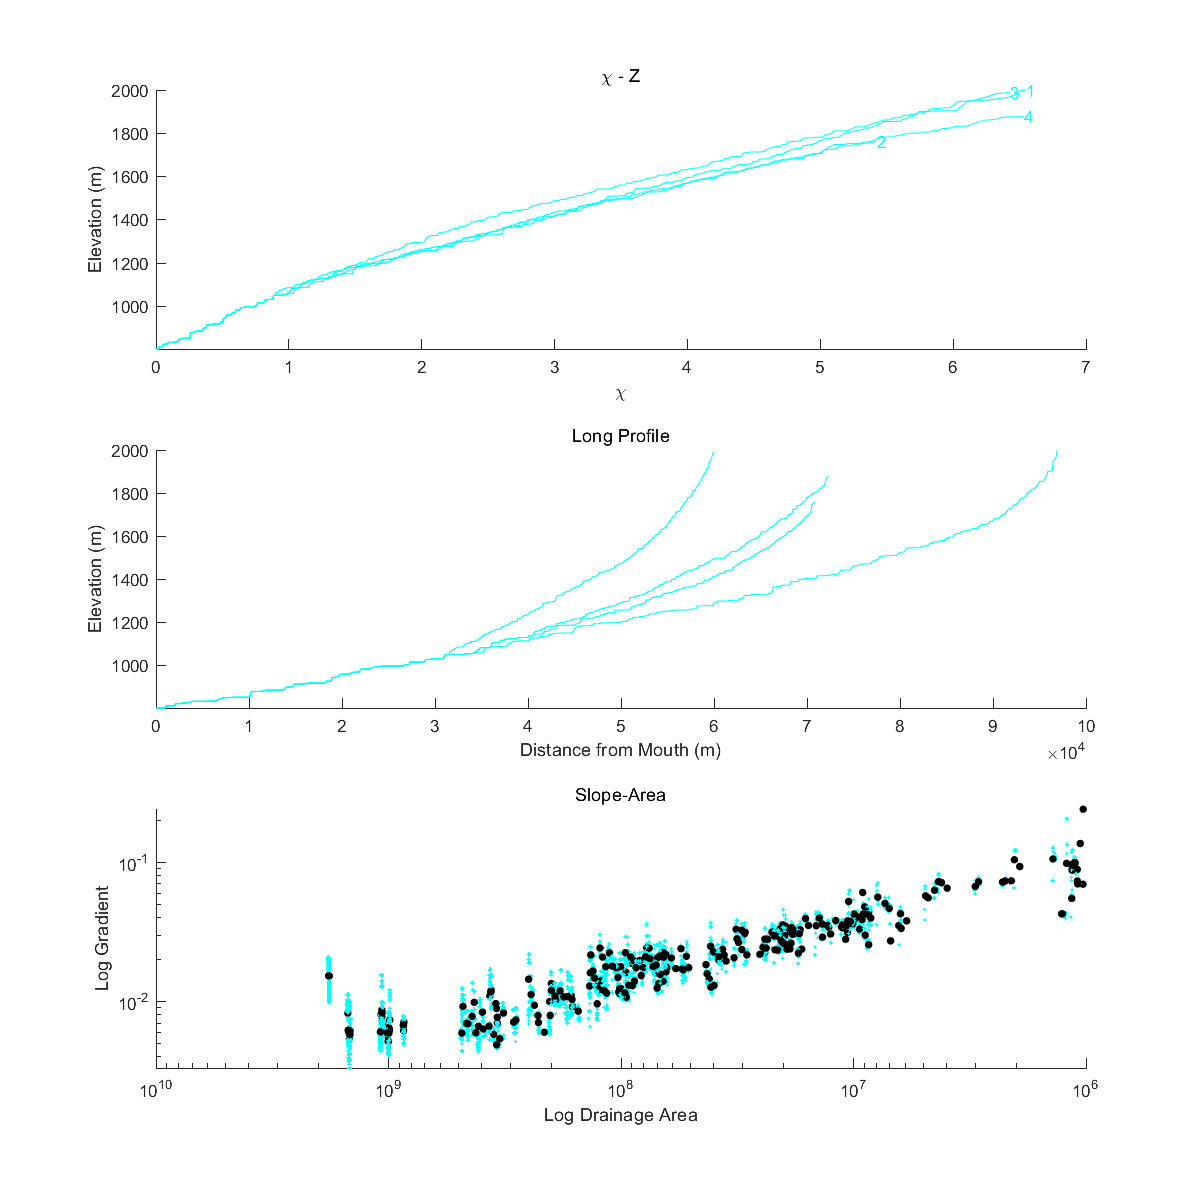 χ - Z
2000
1800
1600
1400
1200
1000
Elevation (m)
3 1
4
2
0 1 2 3 4 5 6 7
χ
Long Profile
2000
1800
1600
1400
1200
1000
Elevation (m)
0 1 2 3 4 5 6 7 8 9 10
Distance from Mouth (m)
×10⁴
Slope-Area
10⁻¹
10⁻²
Log Gradient
10¹⁰ 10⁹ 10⁸ 10⁷ 10⁶
Log Drainage Area